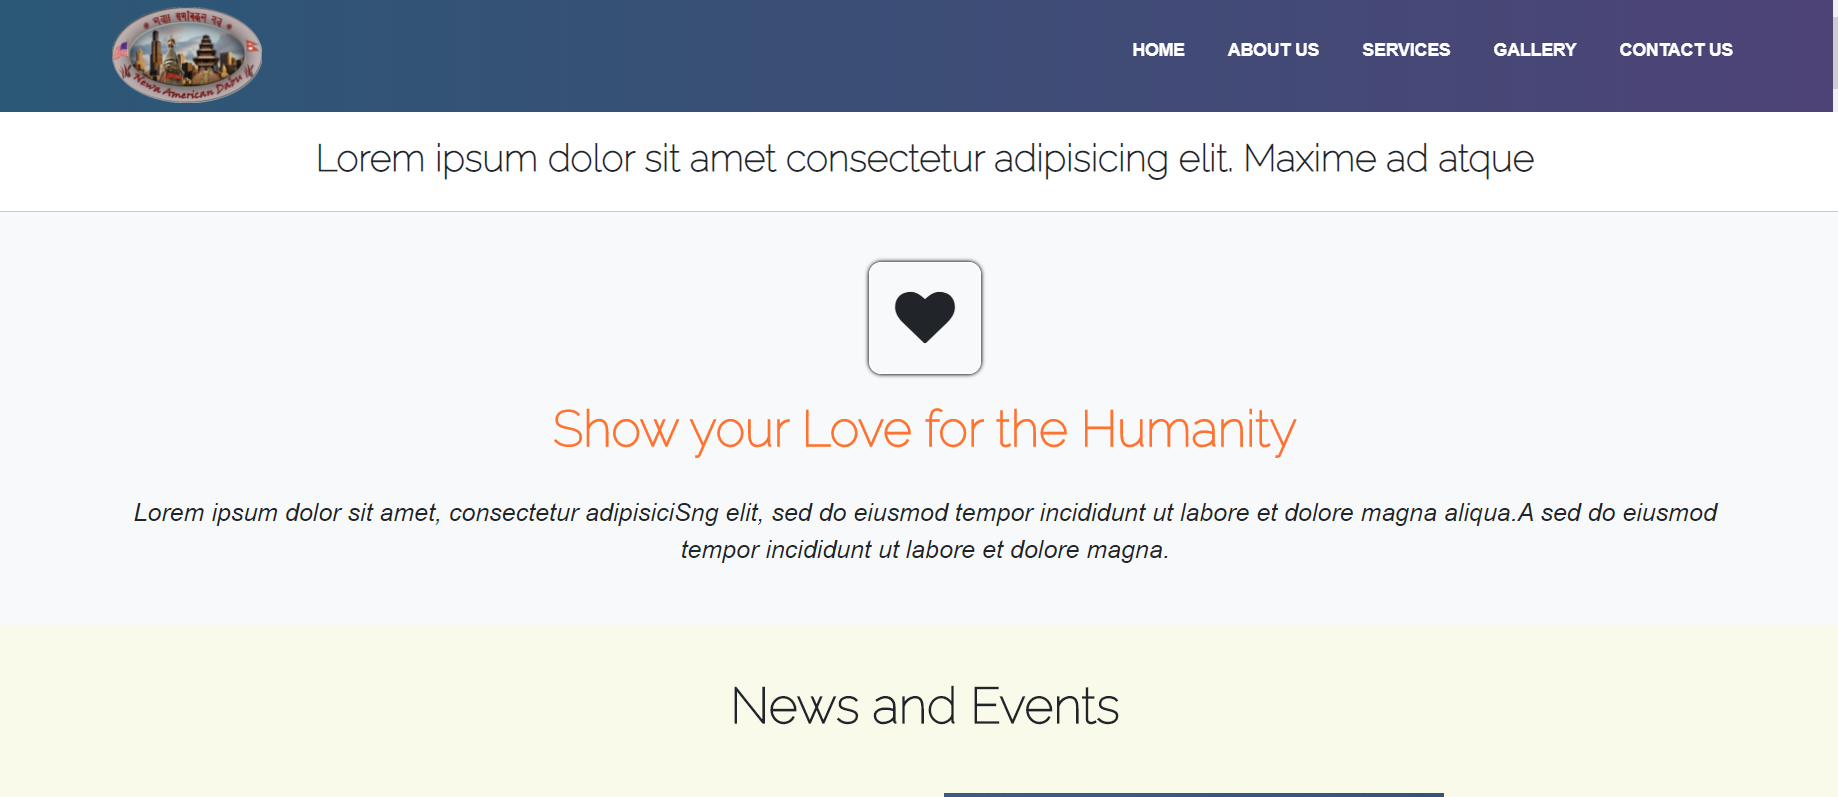 Newa American Dabu
HOME ABOUT US SERVICES GALLERY CONTACT US
Lorem ipsum dolor sit amet consectetur adipisicing elit. Maxime ad atque
Show your Love for the Humanity
Lorem ipsum dolor sit amet, consectetur adipisiciSng elit, sed do eiusmod tempor incididunt ut labore et dolore magna aliqua.A sed do eiusmod
tempor incididunt ut labore et dolore magna.
News and Events